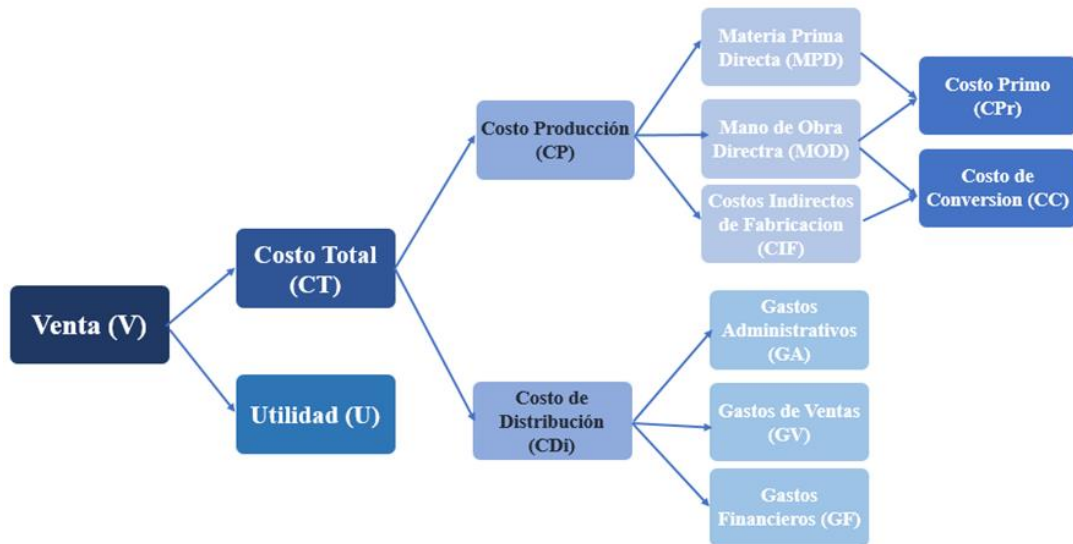 Venta (V)
Costo Total
(CT)
Utilidad (U)
Costo Producción
(CP)
Costo de
Distribución
(CDi)
Materia Prima
Directa (MPD)
Mano de Obra
Directra (MOD)
Costos Indirectos
de Fabricacion
(CIF)
Gastos
Administrativos
(GA)
Gastos de Ventas
(GV)
Gastos
Financieros (GF)
Costo Primo
(CPr)
Costo de
Conversion (CC)